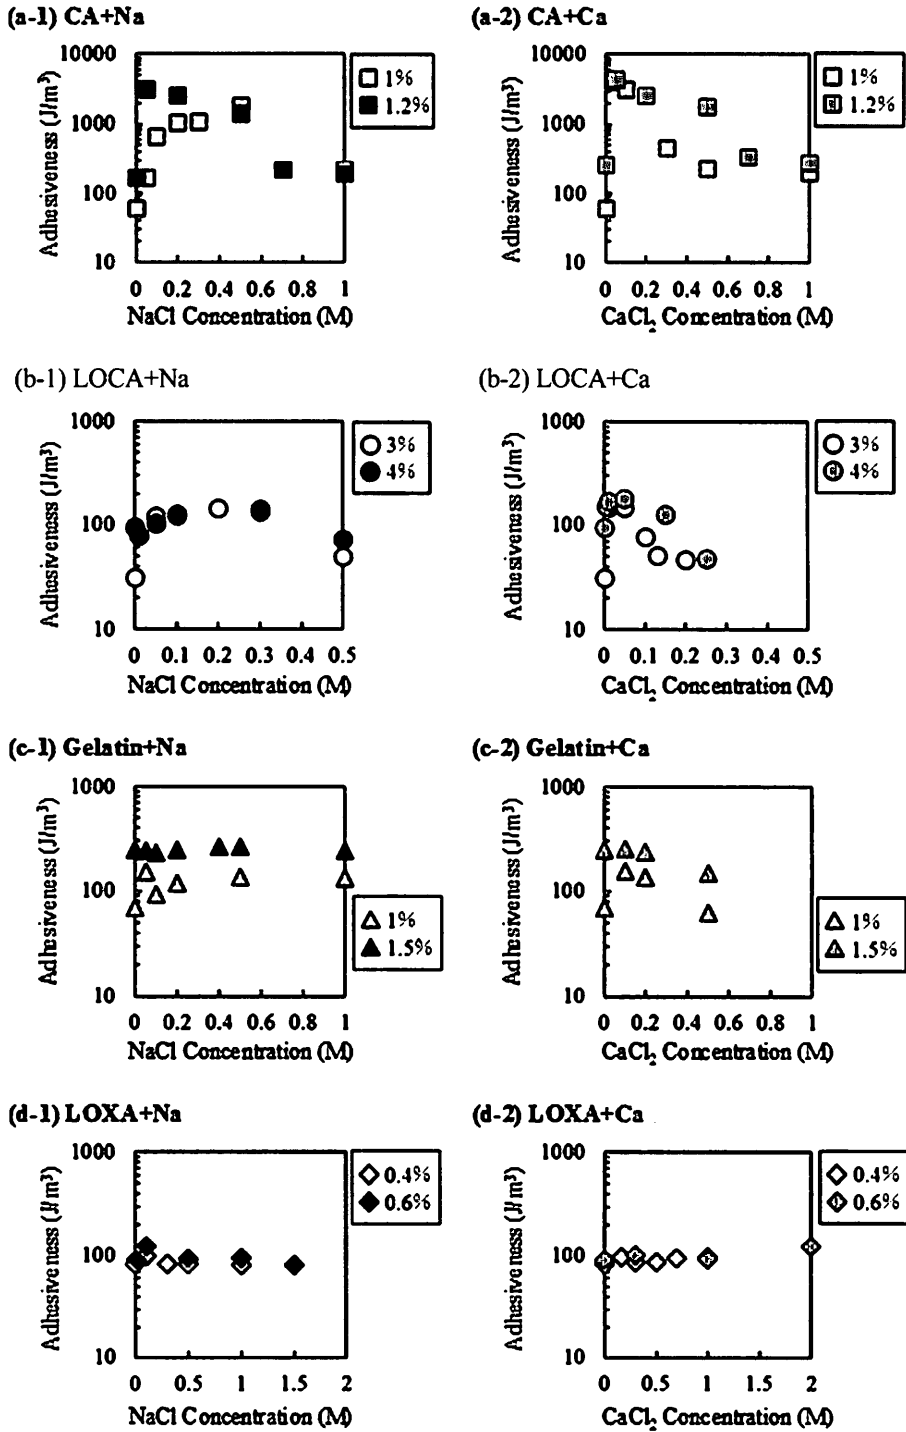 (a-1) CA+Na
Adhesiveness (J/m³)
10000
1000
100
10
0 0.2 0.4 0.6 0.8 1
NaCl Concentration (M)
1%
1.2%
(a-2) CA+Ca
Adhesiveness (J/m³)
10000
1000
100
10
0 0.2 0.4 0.6 0.8 1
CaCl₂ Concentration (M)
1%
1.2%
(b-1) LOCA+Na
Adhesiveness (J/m³)
1000
100
10
0 0.1 0.2 0.3 0.4 0.5
NaCl Concentration (M)
3%
4%
(b-2) LOCA+Ca
Adhesiveness (J/m³)
1000
100
10
0 0.1 0.2 0.3 0.4 0.5
CaCl₂ Concentration (M)
3%
4%
(c-1) Gelatin+Na
Adhesiveness (J/m³)
1000
100
10
0 0.2 0.4 0.6 0.8 1
NaCl Concentration (M)
1%
1.5%
(c-2) Gelatin+Ca
Adhesiveness (J/m³)
1000
100
10
0 0.2 0.4 0.6 0.8 1
CaCl₂ Concentration (M)
1%
1.5%
(d-1) LOXA+Na
Adhesiveness (J/m³)
1000
100
10
0 0.5 1 1.5 2
NaCl Concentration (M)
0.4%
0.6%
(d-2) LOXA+Ca
Adhesiveness (J/m³)
1000
100
10
0 0.5 1 1.5 2
CaCl₂ Concentration (M)
0.4%
0.6%